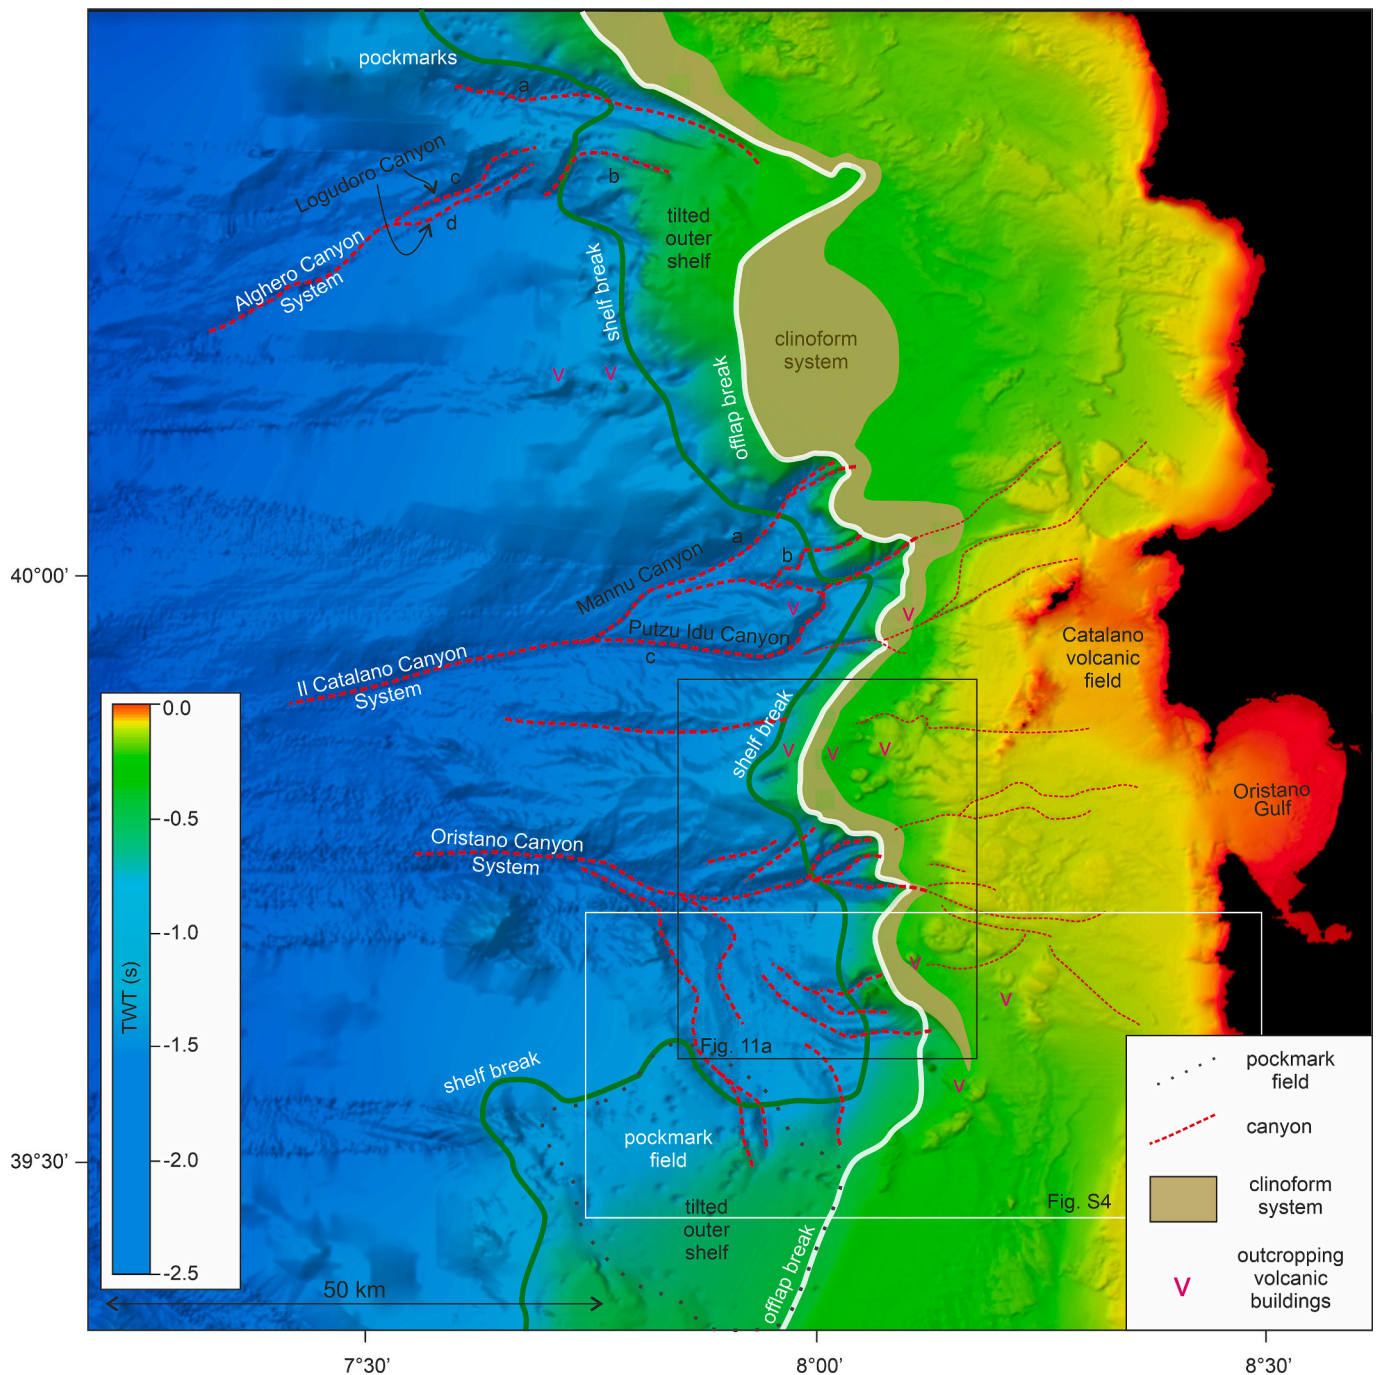 pockmarks
a
Logudoro Canyon
c
b
d
tilted
outer
shelf
Alghero Canyon
System
shelf break
clinoform
system
offlap break
v
v
a
b
40°00'
Mannu Canyon
v
v
Putzu Idu Canyon
c
Catalano
volcanic
field
Il Catalano Canyon
System
0.0
-0.5
-1.0
-1.5
-2.0
-2.5
TWT (s)
shelf break
v
v
v
Oristano
Gulf
Oristano Canyon
System
v
v
Fig. 11a
shelf break
v
pockmark
field
39°30'
tilted
outer
shelf
Fig. S4
offlap break
50 km
pockmark
field
canyon
clinoform
system
v
outcropping
volcanic
buildings
7°30'
8°00'
8°30'